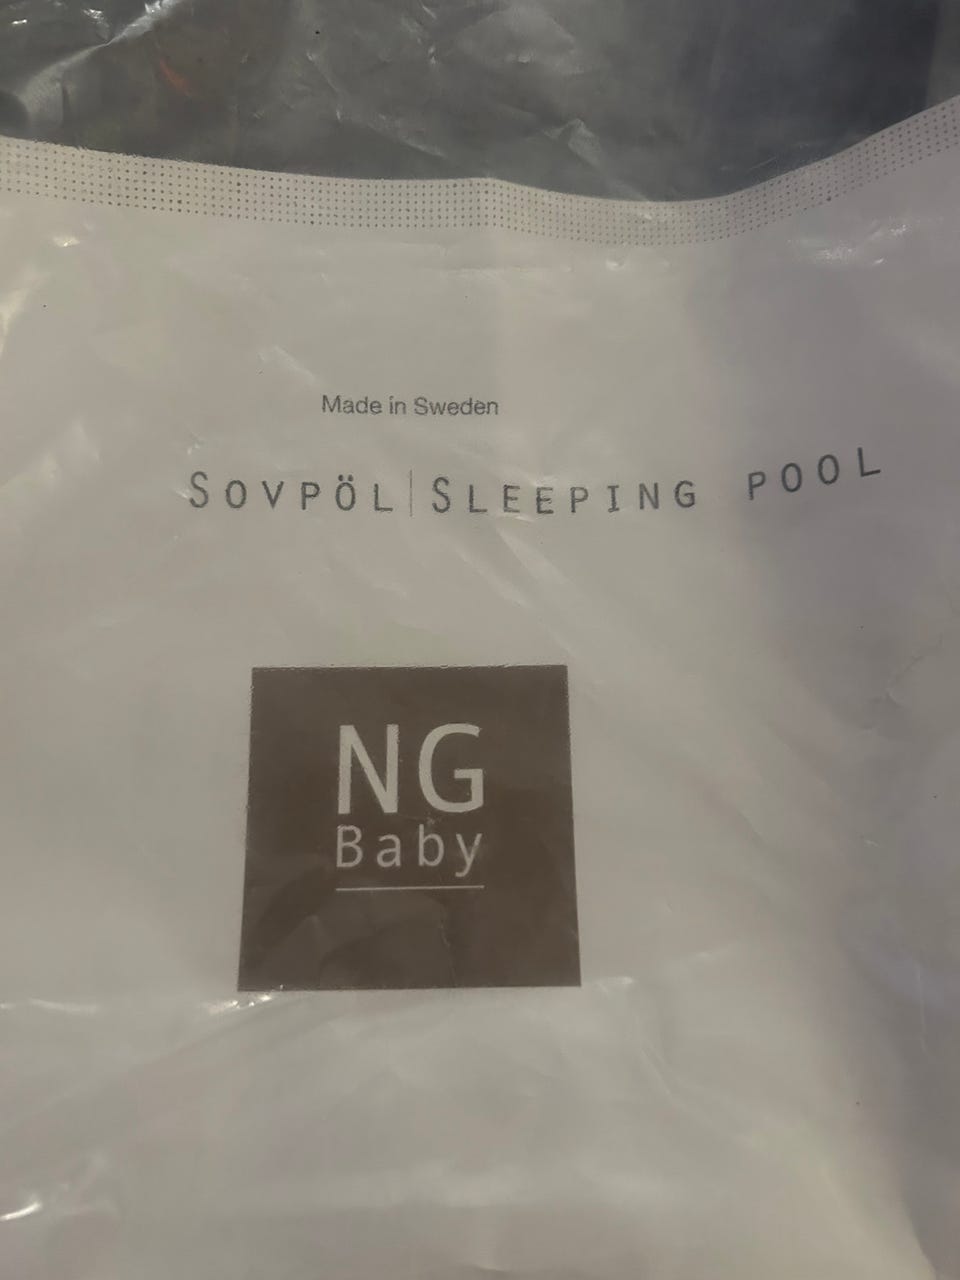 Made in Sweden
SOVPÖL | SLEEPING POOL
NG
Baby